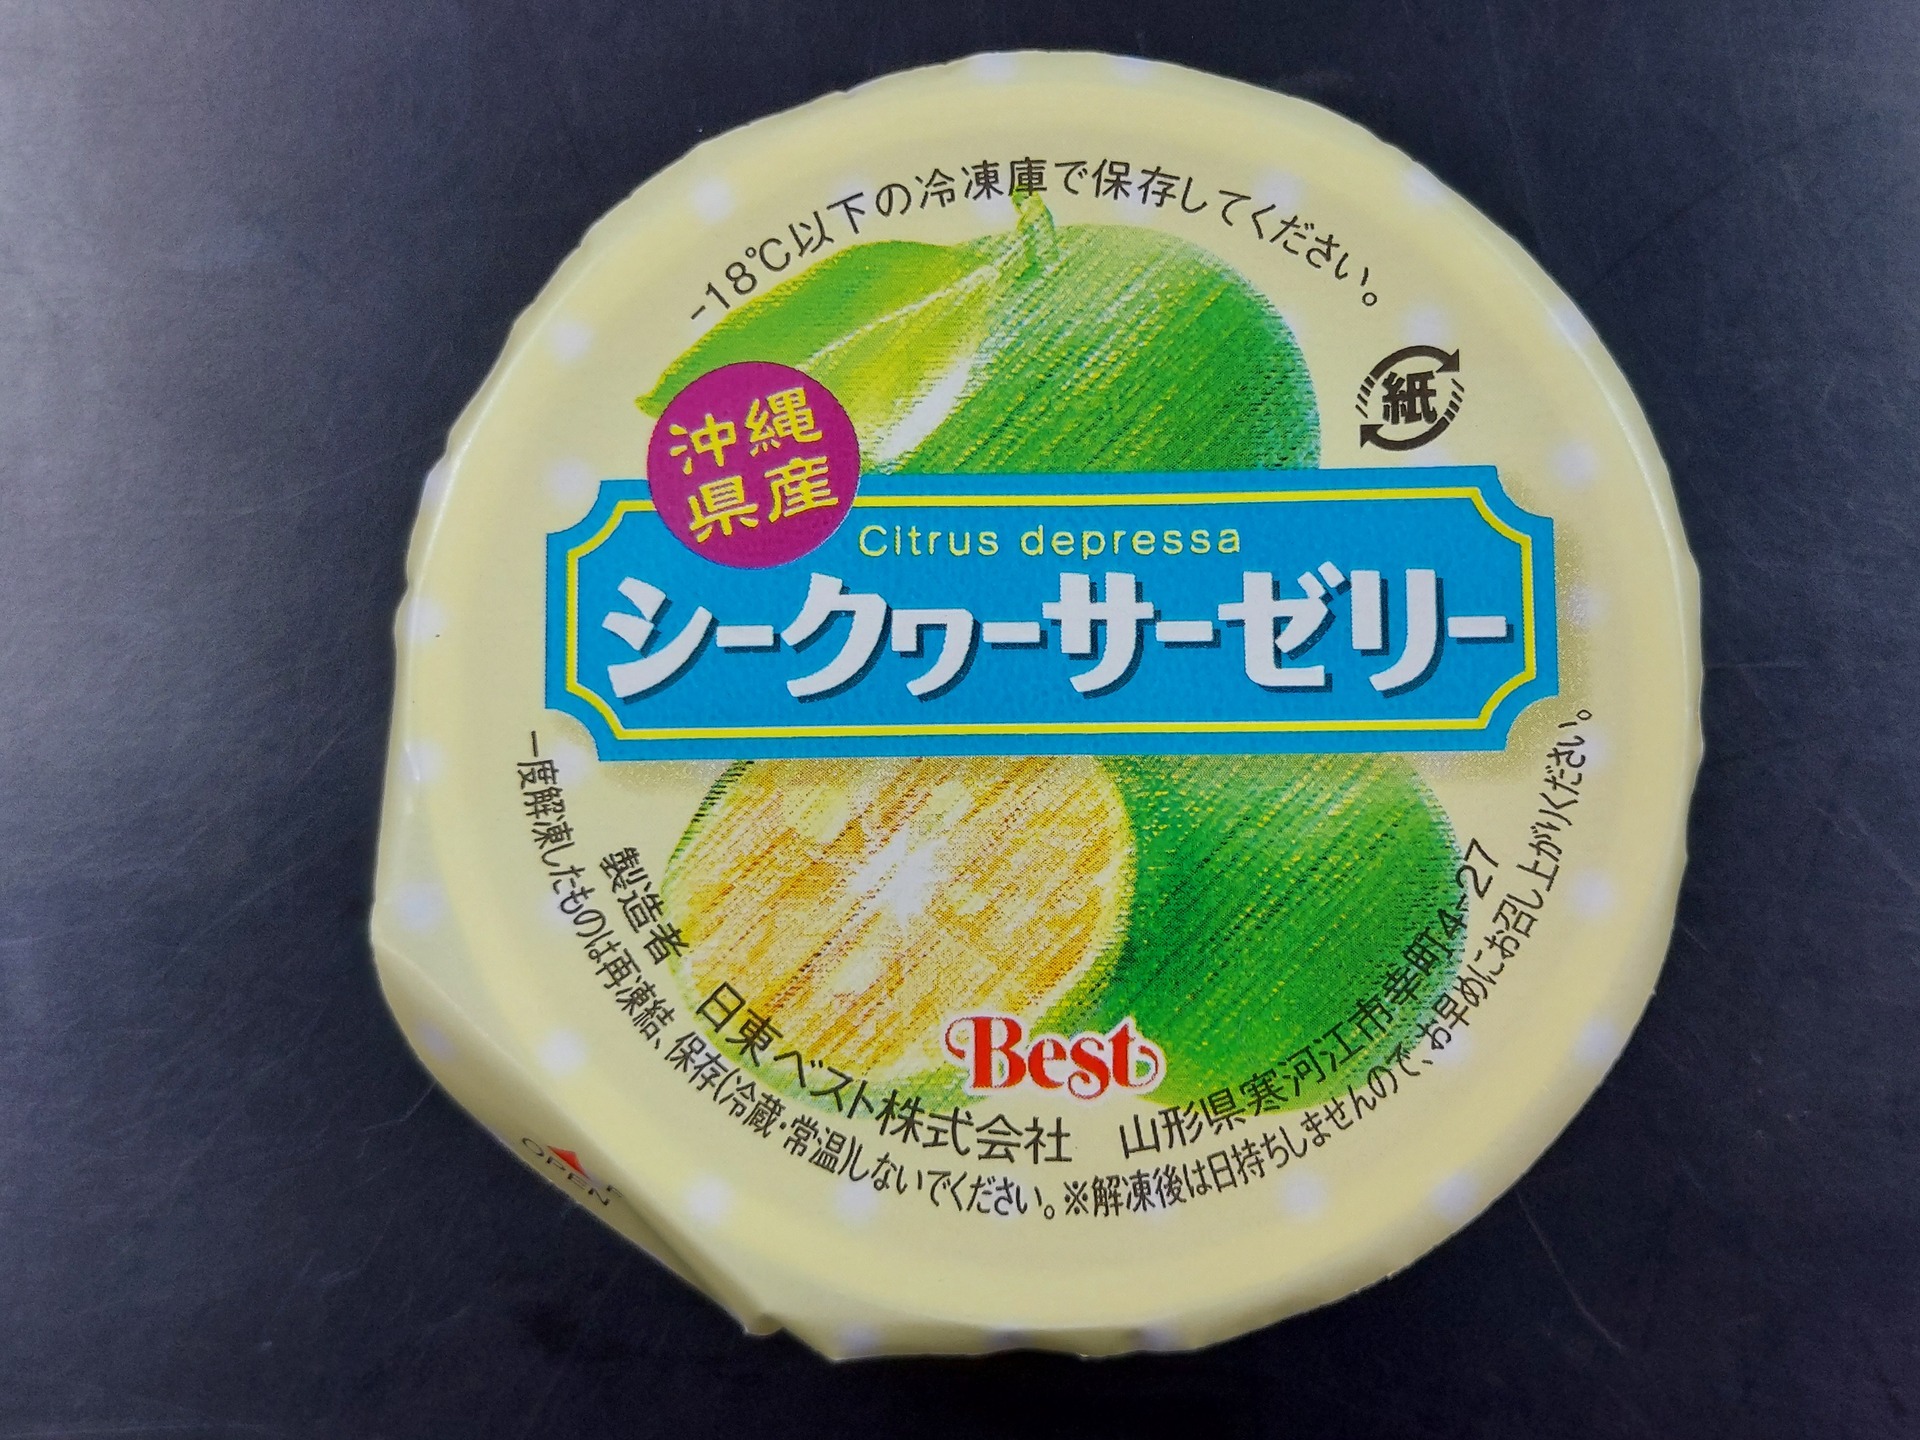 -18℃以下の冷凍庫で保存してください。
紙
沖縄
県産
Citrus depressa
シークヮーサーゼリー
Best
製造者 日東ベスト株式会社 山形県寒河江市幸町4-27
一度解凍したものは再凍結、保存(冷蔵・常温)しないでください。※解凍後は日持ちしませんので、お早めにお召し上がりください。
OPEN